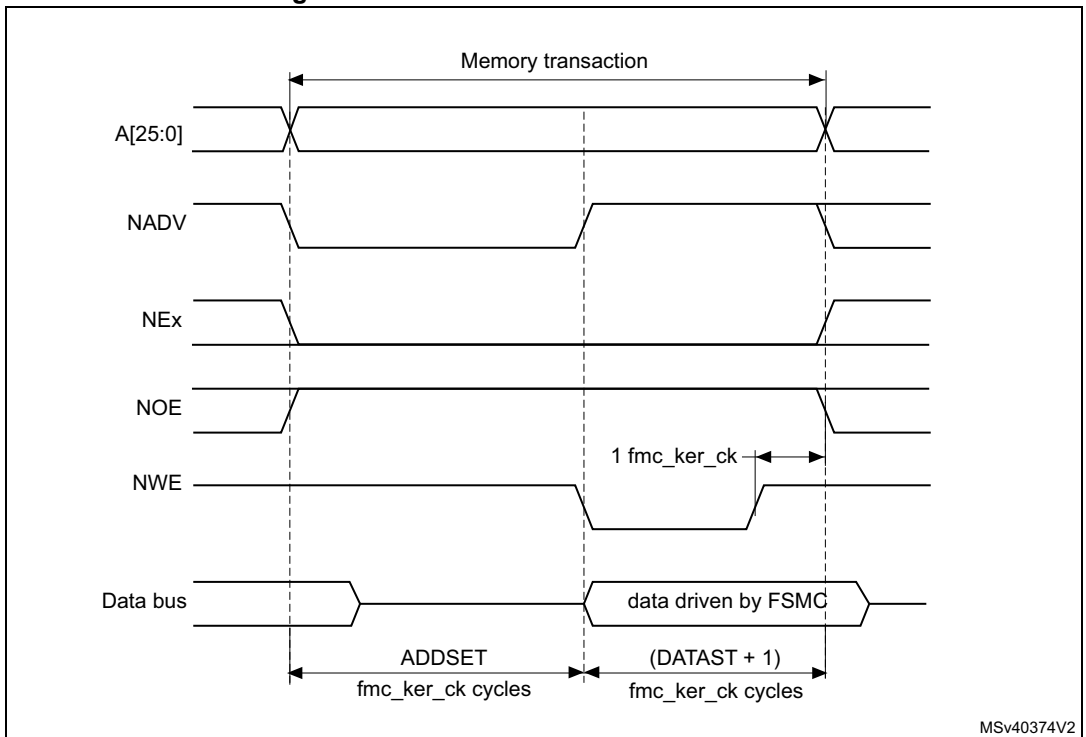 Memory transaction
A[25:0]
NADV
NEx
NOE
1 fmc_ker_ck
NWE
Data bus
data driven by FSMC
ADDSET
fmc_ker_ck cycles
(DATAST + 1)
fmc_ker_ck cycles
MSv40374V2